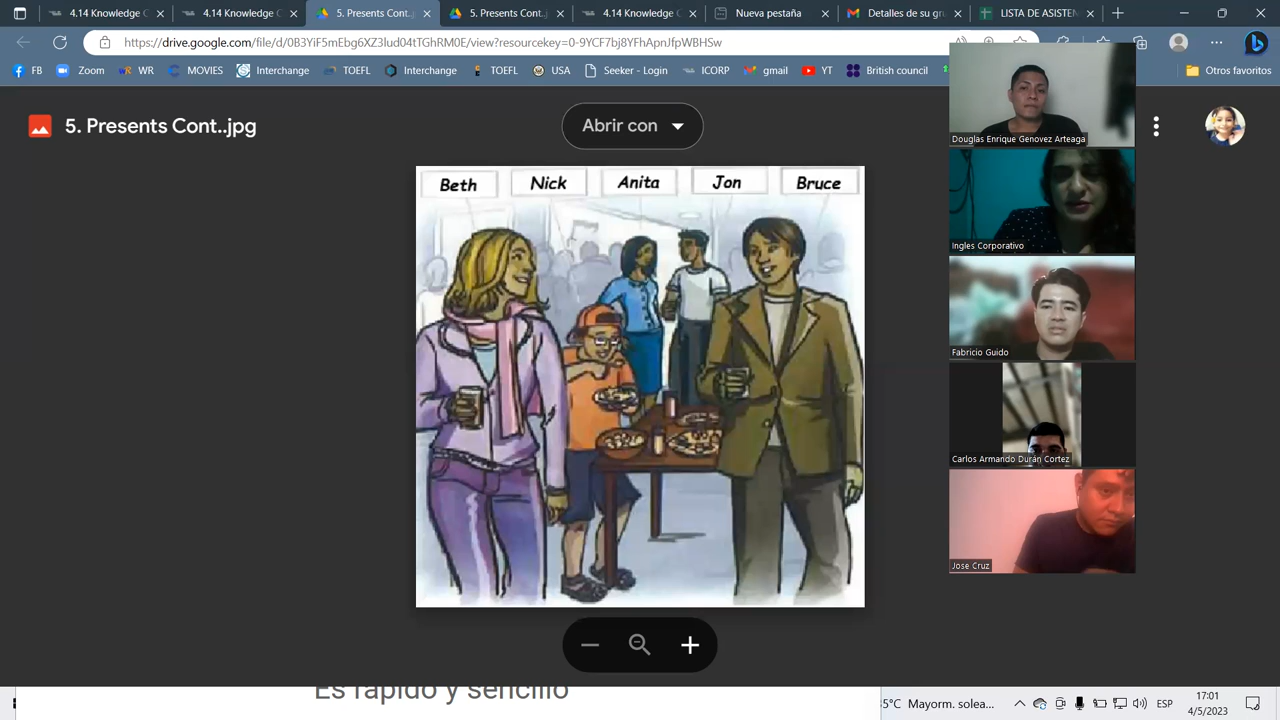 4.14 Knowledge C
4.14 Knowledge C
5. Presents Cont..j
5. Presents Cont..j
4.14 Knowledge C
Nueva pestaña
Detalles de su gru
LISTA DE ASISTEN
https://drive.google.com/file/d/0B3YiF5mEbg6XZ3lud04tTGhRM0E/view?resourcekey=0-9YCF7bj8YFhApnJfpWBHSw
FB
Zoom
WR
MOVIES
Interchange
TOEFL
Interchange
TOEFL
USA
Seeker - Login
ICORP
gmail
YT
British council
Otros favoritos
5. Presents Cont..jpg
Abrir con
Beth
Nick
Anita
Jon
Bruce
Douglas Enrique Genovez Arteaga
Ingles Corporativo
Fabricio Guido
Carlos Armando Durán Cortez
Jose Cruz
Es rápido y sencillo
5°C Mayorm. solea...
ESP
17:01
4/5/2023